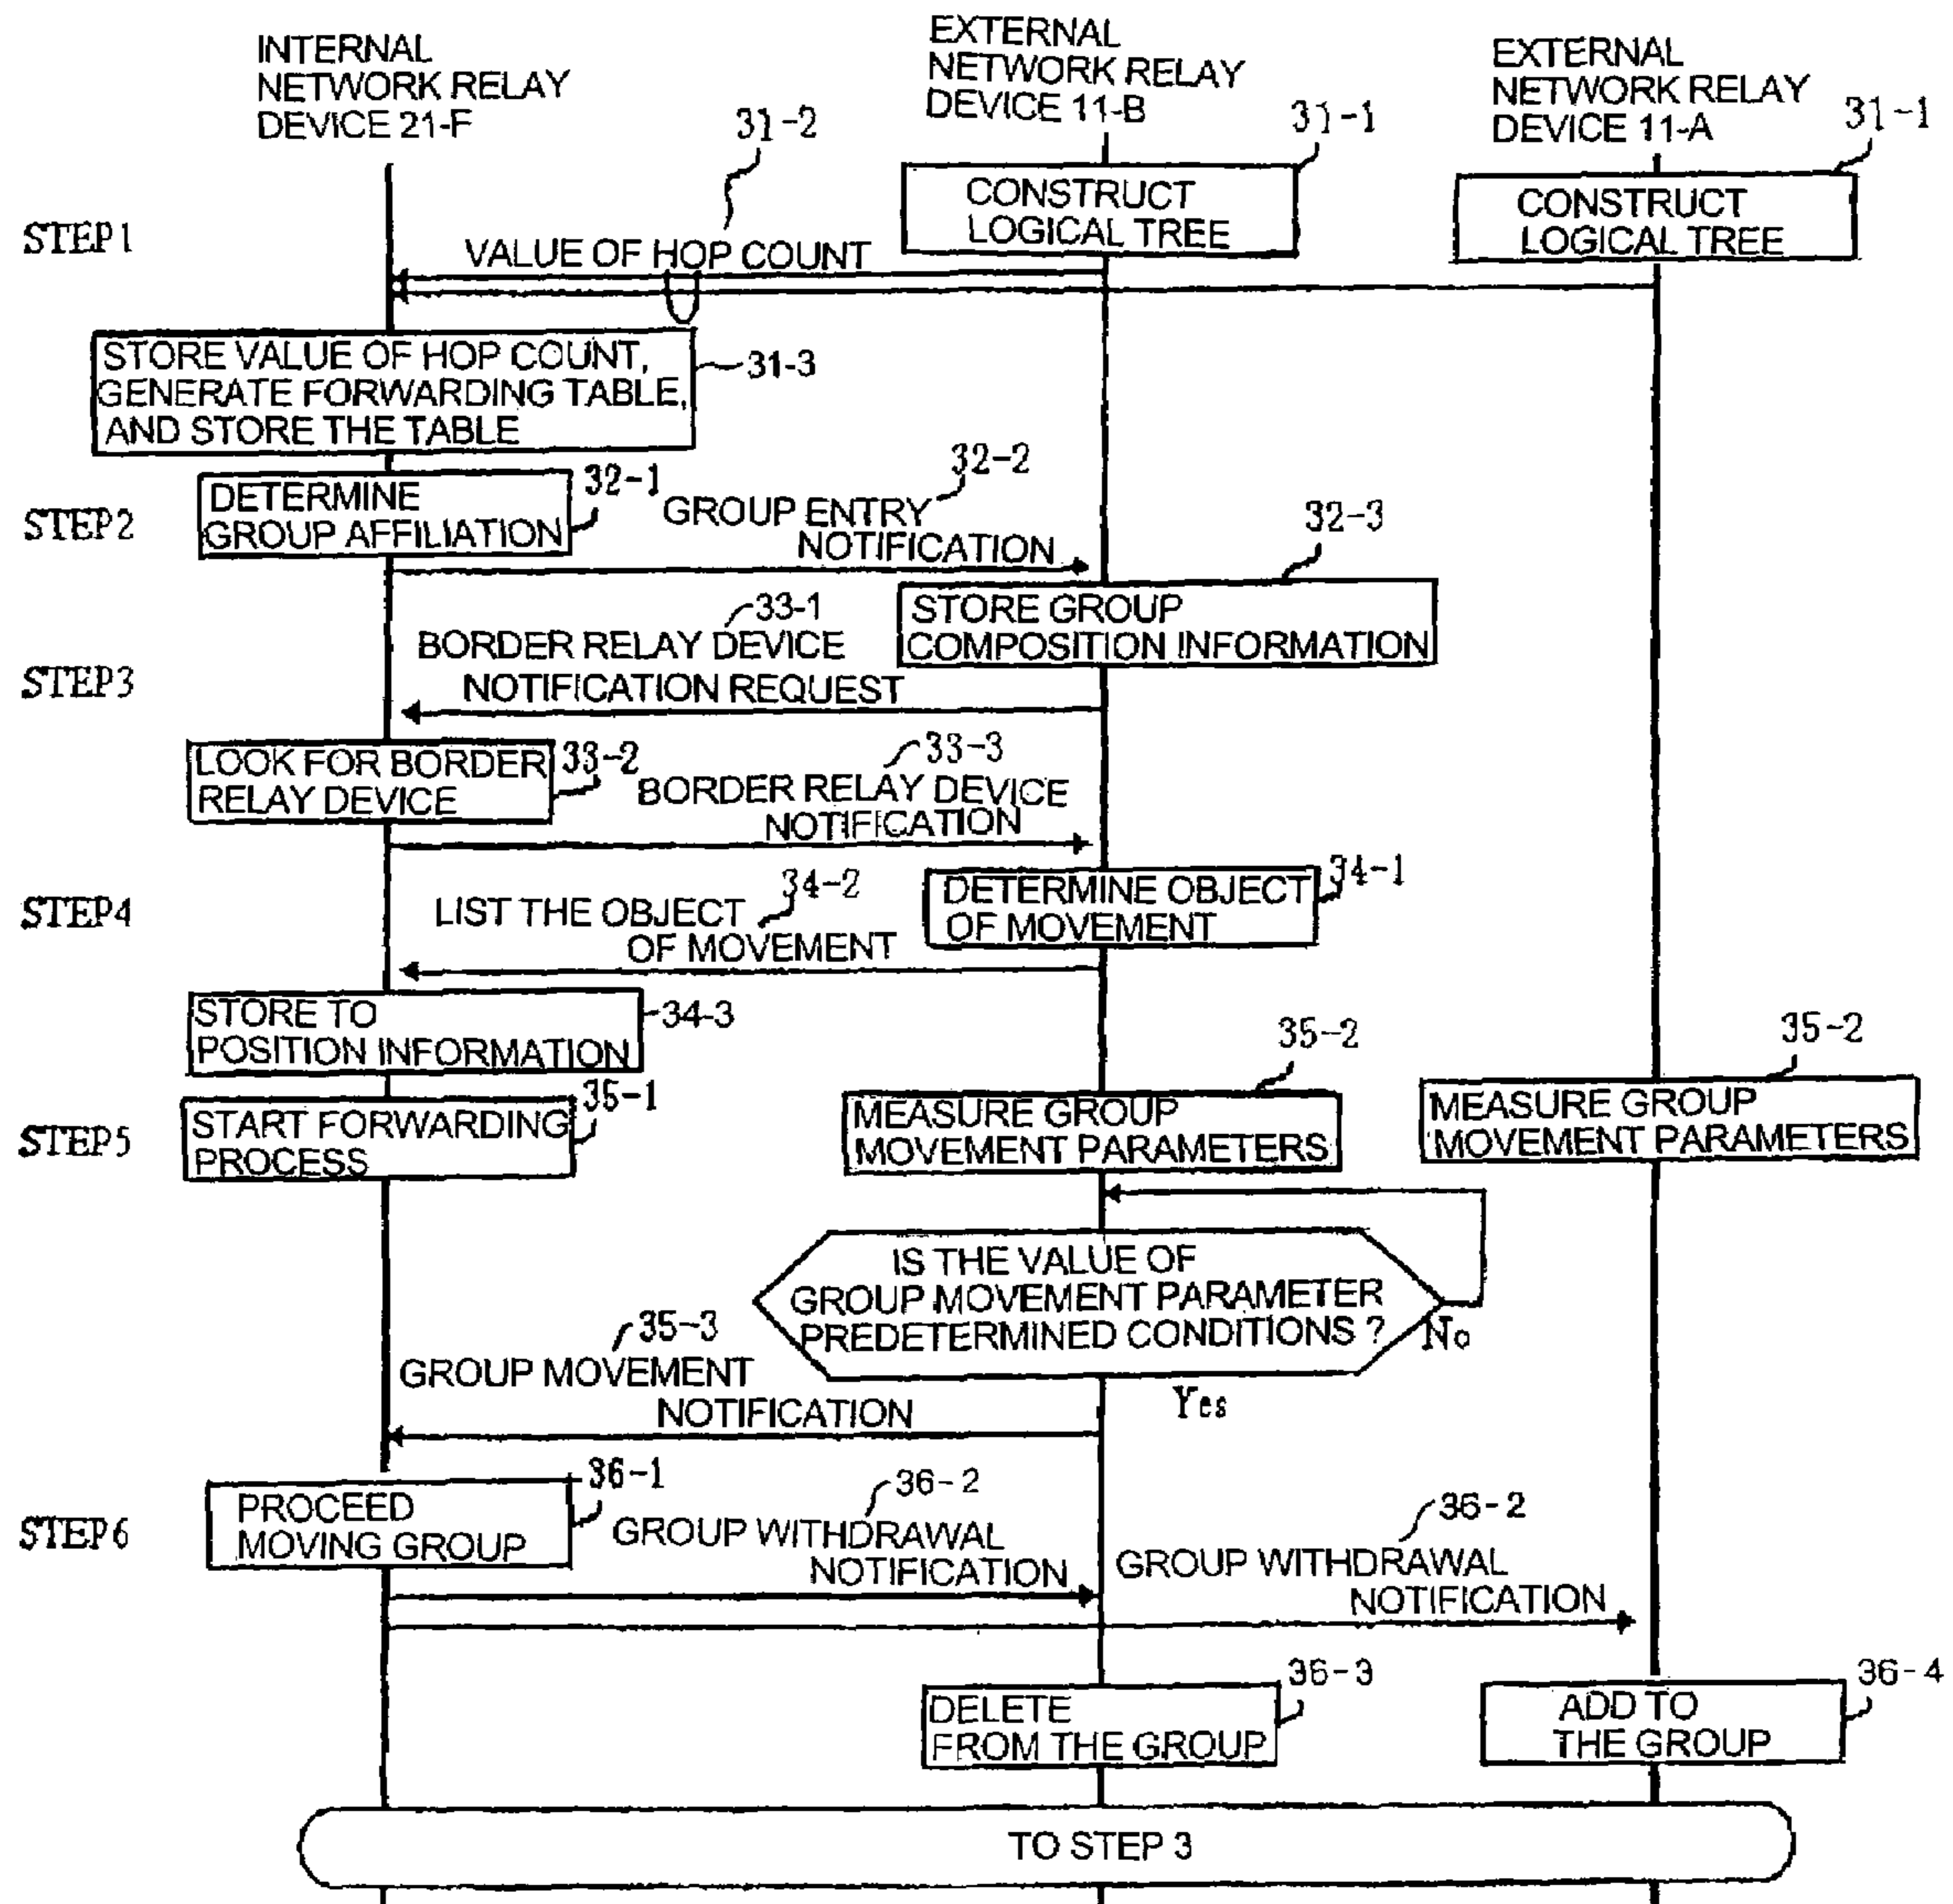 INTERNAL
NETWORK RELAY
DEVICE 21-F
EXTERNAL
NETWORK RELAY
DEVICE 11-B
EXTERNAL
NETWORK RELAY
DEVICE 11-A
31-2
31-1
31-1
STEP1
CONSTRUCT
LOGICAL TREE
CONSTRUCT
LOGICAL TREE
VALUE OF HOP COUNT
STORE VALUE OF HOP COUNT,
GENERATE FORWARDING TABLE,
AND STORE THE TABLE
31-3
STEP2
DETERMINE
GROUP AFFILIATION
32-1
32-2
GROUP ENTRY
NOTIFICATION
32-3
STORE GROUP
COMPOSITION INFORMATION
STEP3
33-1
BORDER RELAY DEVICE
NOTIFICATION REQUEST
LOOK FOR BORDER
RELAY DEVICE
33-2
33-3
BORDER RELAY DEVICE
NOTIFICATION
STEP4
34-2
LIST THE OBJECT
OF MOVEMENT
DETERMINE OBJECT
OF MOVEMENT
34-1
STORE TO
POSITION INFORMATION
34-3
STEP5
START FORWARDING
PROCESS
35-1
35-2
MEASURE GROUP
MOVEMENT PARAMETERS
35-2
MEASURE GROUP
MOVEMENT PARAMETERS
IS THE VALUE OF
GROUP MOVEMENT PARAMETER
PREDETERMINED CONDITIONS ?
No
Yes
35-3
GROUP MOVEMENT
NOTIFICATION
STEP6
PROCEED
MOVING GROUP
36-1
36-2
GROUP WITHDRAWAL
NOTIFICATION
36-2
GROUP WITHDRAWAL
NOTIFICATION
DELETE
FROM THE GROUP
36-3
ADD TO
THE GROUP
36-4
TO STEP 3